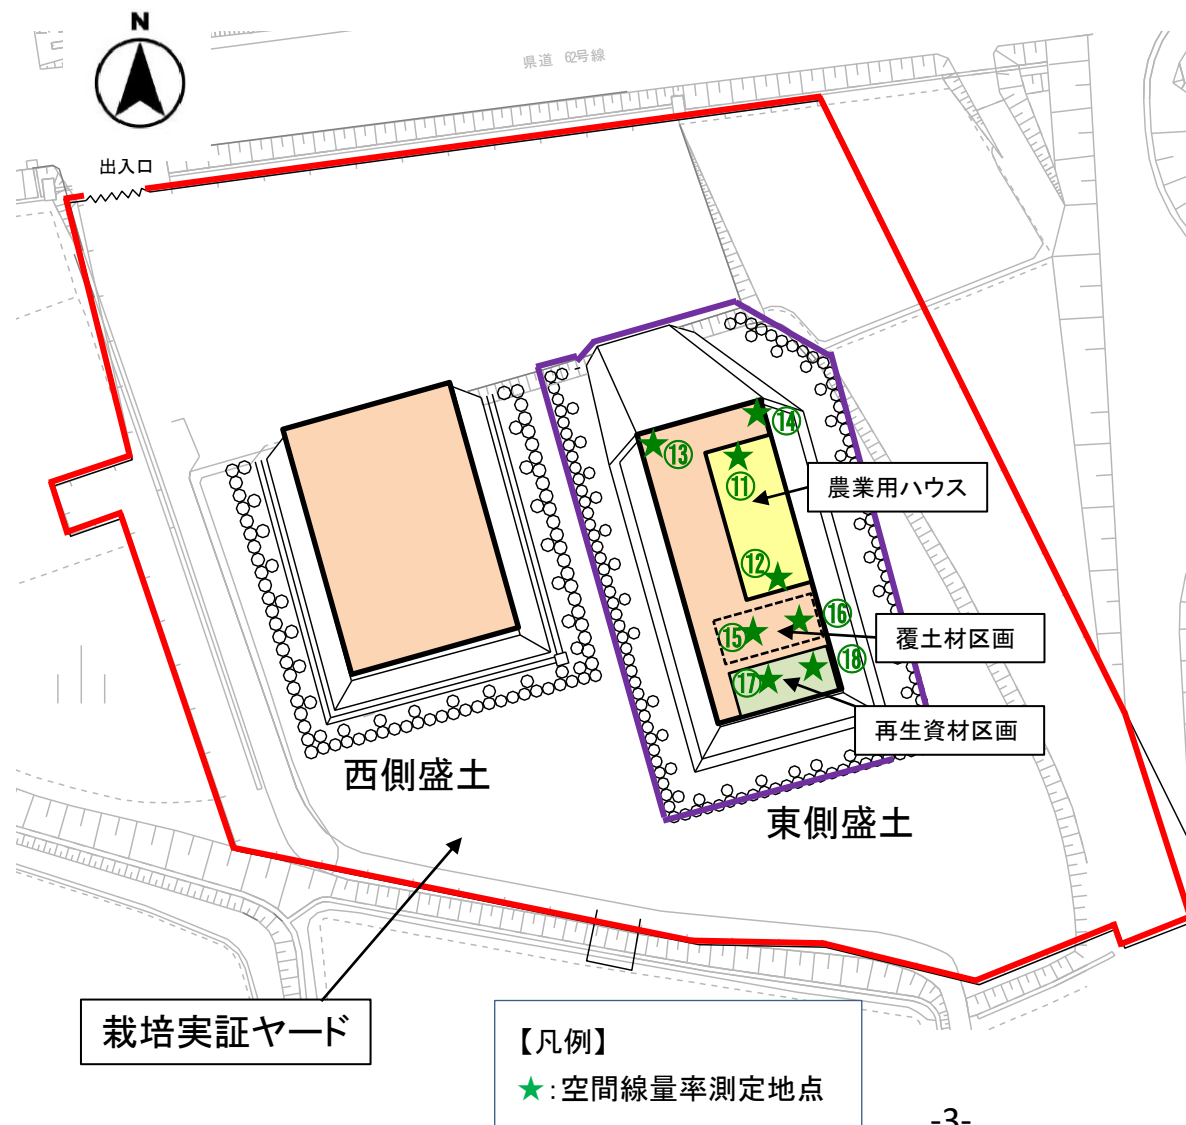 N
県道 62号線
出入口
⑭
⑬
⑪
農業用ハウス
⑫
⑯
⑮
覆土材区画
⑱
⑰
再生資材区画
西側盛土
東側盛土
栽培実証ヤード
【凡例】
★:空間線量率測定地点
-3-